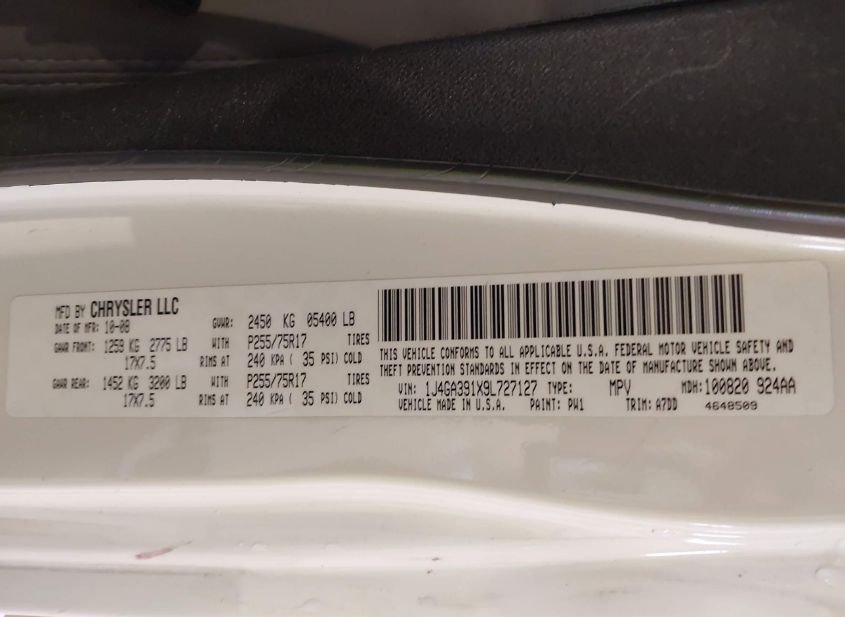 MFD BY CHRYSLER LLC
DATE OF MFR: 10-08 GVWR: 2450 KG 05400 LB
GAWR FRONT: 1259 KG 2775 LB WITH P255/75R17 TIRES
17X7.5 RIMS AT 240 KPA ( 35 PSI) COLD
GAWR REAR: 1452 KG 3200 LB WITH P255/75R17 TIRES
17X7.5 RIMS AT 240 KPA ( 35 PSI) COLD
THIS VEHICLE CONFORMS TO ALL APPLICABLE U.S.A. FEDERAL MOTOR VEHICLE SAFETY AND
THEFT PREVENTION STANDARDS IN EFFECT ON THE DATE OF MANUFACTURE SHOWN ABOVE.
VIN: 1J4GA391X9L727127 TYPE: MPV MDH:100820 924AA
VEHICLE MADE IN U.S.A. PAINT: PW1 TRIM: A7DD 4648509